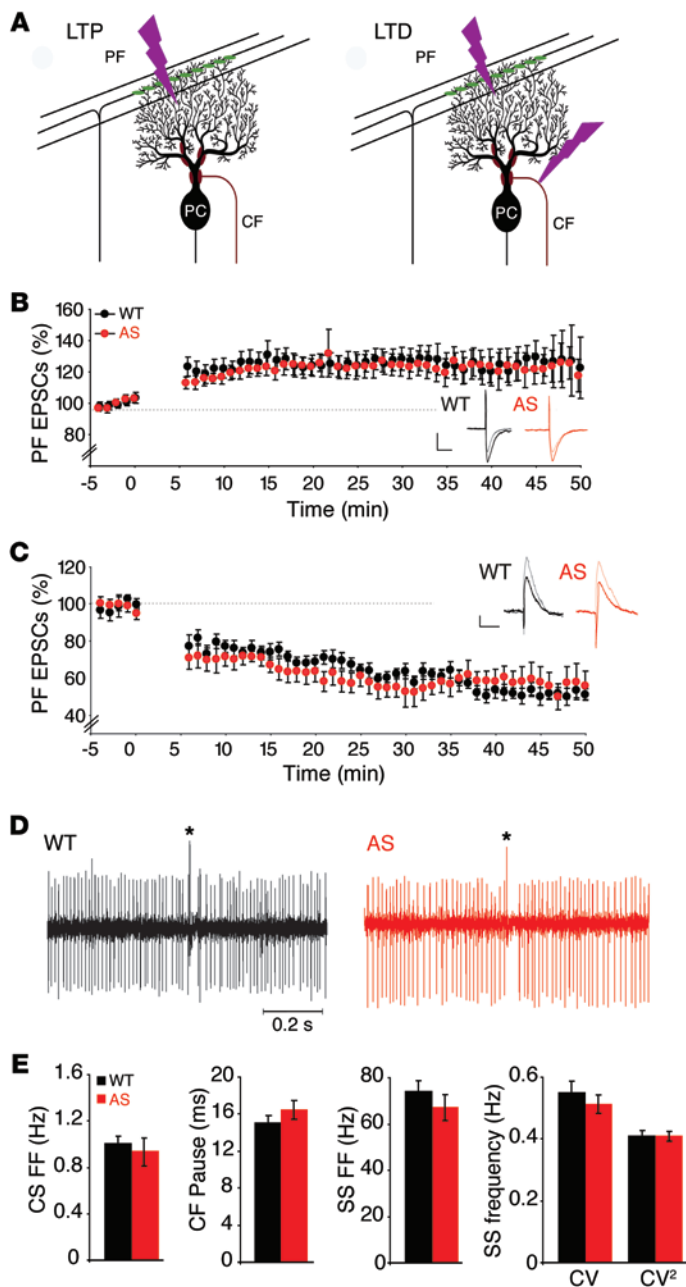 A
LTP
PF
PC
CF
LTD
PF
PC
CF
B
WT
AS
PF EPSCs (%)
160
140
120
100
80
WT AS
-5 0 5 10 15 20 25 30 35 40 45 50
Time (min)
C
PF EPSCs (%)
120
100
80
60
40
WT AS
-5 0 5 10 15 20 25 30 35 40 45 50
Time (min)
D
WT
*
AS
*
0.2 s
E
WT
AS
CS FF (Hz)
1.6
1.2
0.8
0.4
0
CF Pause (ms)
20
16
12
8
4
0
SS FF (Hz)
80
60
40
20
0
SS frequency (Hz)
0.6
0.4
0.2
0
CV CV²